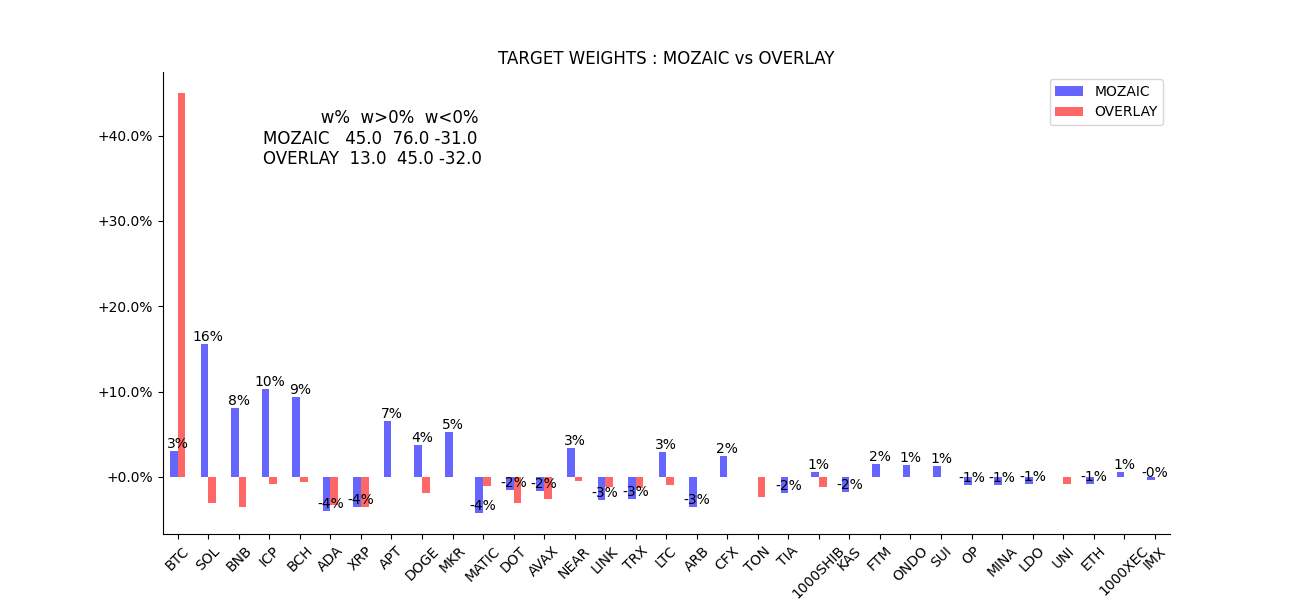 TARGET WEIGHTS : MOZAIC vs OVERLAY
MOZAIC
OVERLAY
w% w>0% w<0%
MOZAIC 45.0 76.0 -31.0
OVERLAY 13.0 45.0 -32.0
+40.0%
+30.0%
+20.0%
+10.0%
+0.0%
3%
16%
8%
10%
9%
-4%
-4%
7%
4%
5%
-4%
-2%
-2%
3%
-3%
-3%
3%
-3%
2%
-2%
1%
-2%
2%
1%
1%
-1%
-1%
-1%
-1%
1%
-0%
BTC
SOL
BNB
ICP
BCH
ADA
XRP
APT
DOGE
MKR
MATIC
DOT
AVAX
NEAR
LINK
TRX
LTC
ARB
CFX
TON
TIA
1000SHIB
KAS
FTM
ONDO
SUI
OP
MINA
LDO
UNI
ETH
1000XEC
IMX